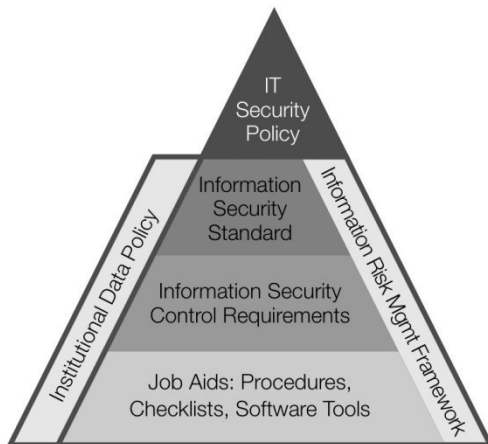 IT
Security
Policy
Institutional Data Policy
Information
Security
Standard
Information Risk Mgmt Framework
Information Security
Control Requirements
Job Aids: Procedures,
Checklists, Software Tools